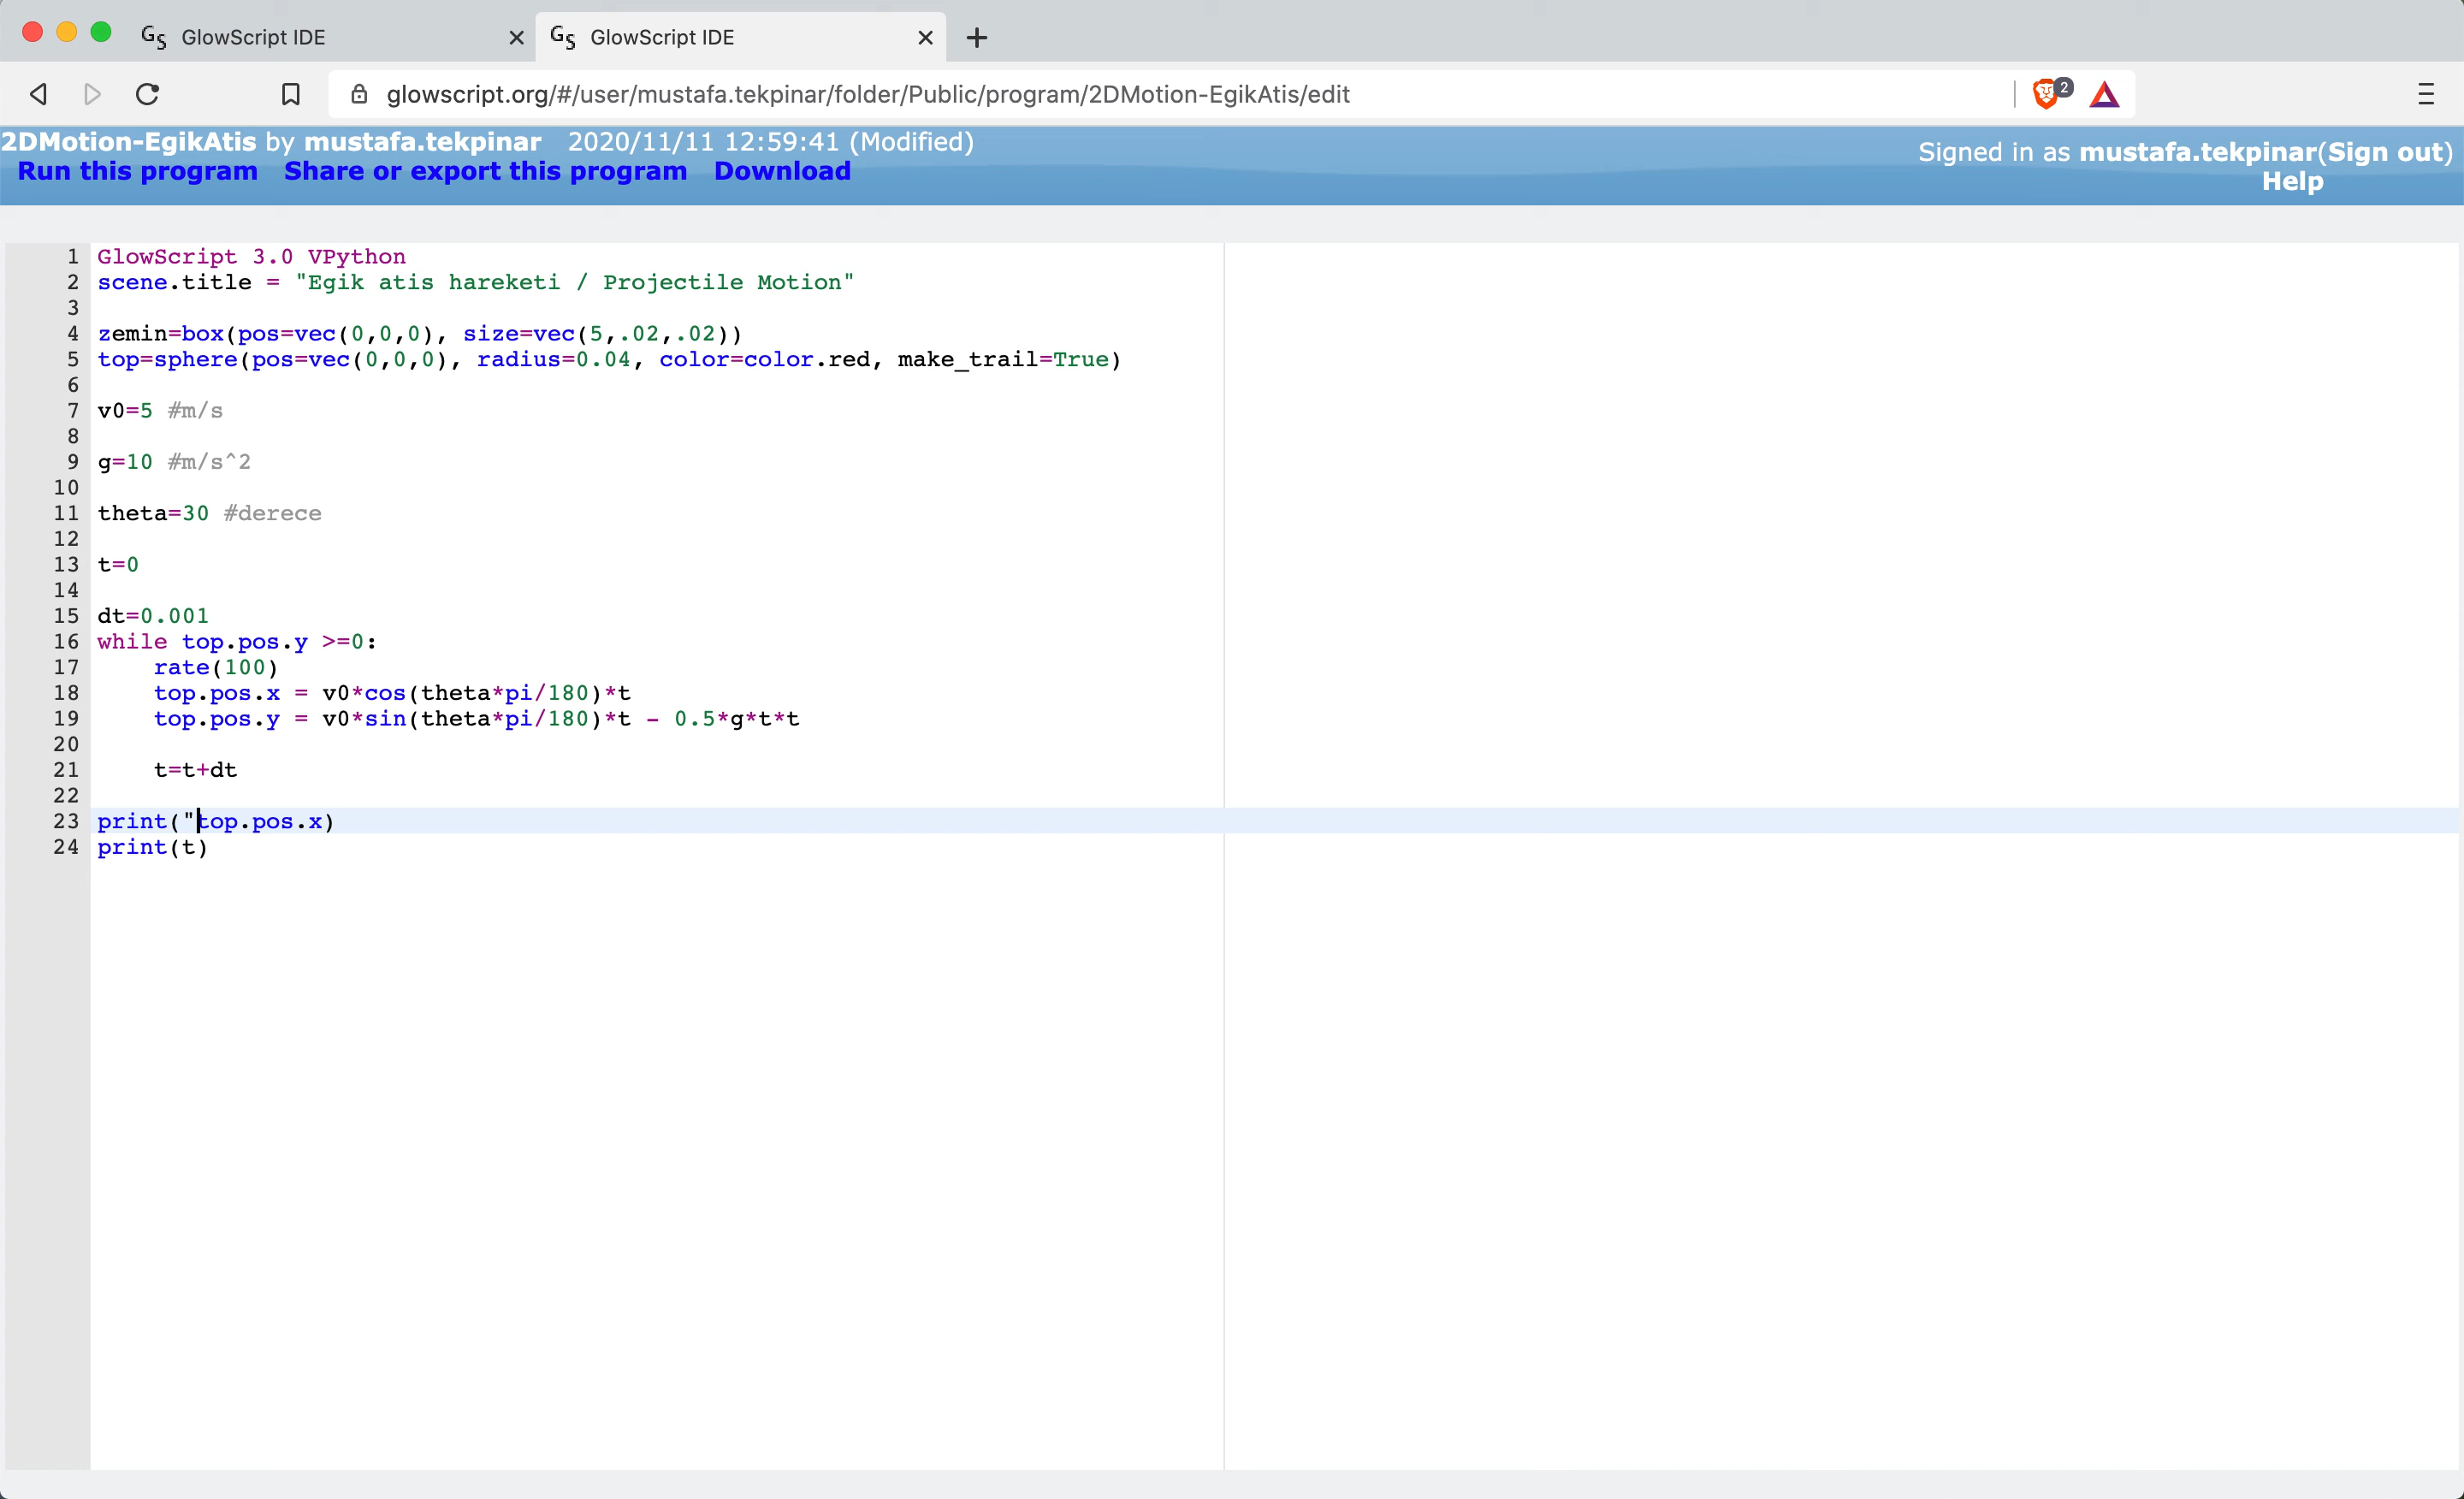 GlowScript IDE
GlowScript IDE
glowscript.org/#/user/mustafa.tekpinar/folder/Public/program/2DMotion-EgikAtis/edit
2
2DMotion-EgikAtis by mustafa.tekpinar 2020/11/11 12:59:41 (Modified)
Signed in as mustafa.tekpinar(Sign out)
Run this program Share or export this program Download
Help
1 GlowScript 3.0 VPython
2 scene.title = "Egik atis hareketi / Projectile Motion"
3
4 zemin=box(pos=vec(0,0,0), size=vec(5,.02,.02))
5 top=sphere(pos=vec(0,0,0), radius=0.04, color=color.red, make_trail=True)
6
7 v0=5 #m/s
8
9 g=10 #m/s^2
10
11 theta=30 #derece
12
13 t=0
14
15 dt=0.001
16 while top.pos.y >=0:
17     rate(100)
18     top.pos.x = v0*cos(theta*pi/180)*t
19     top.pos.y = v0*sin(theta*pi/180)*t - 0.5*g*t*t
20
21     t=t+dt
22
23 print("top.pos.x)
24 print(t)